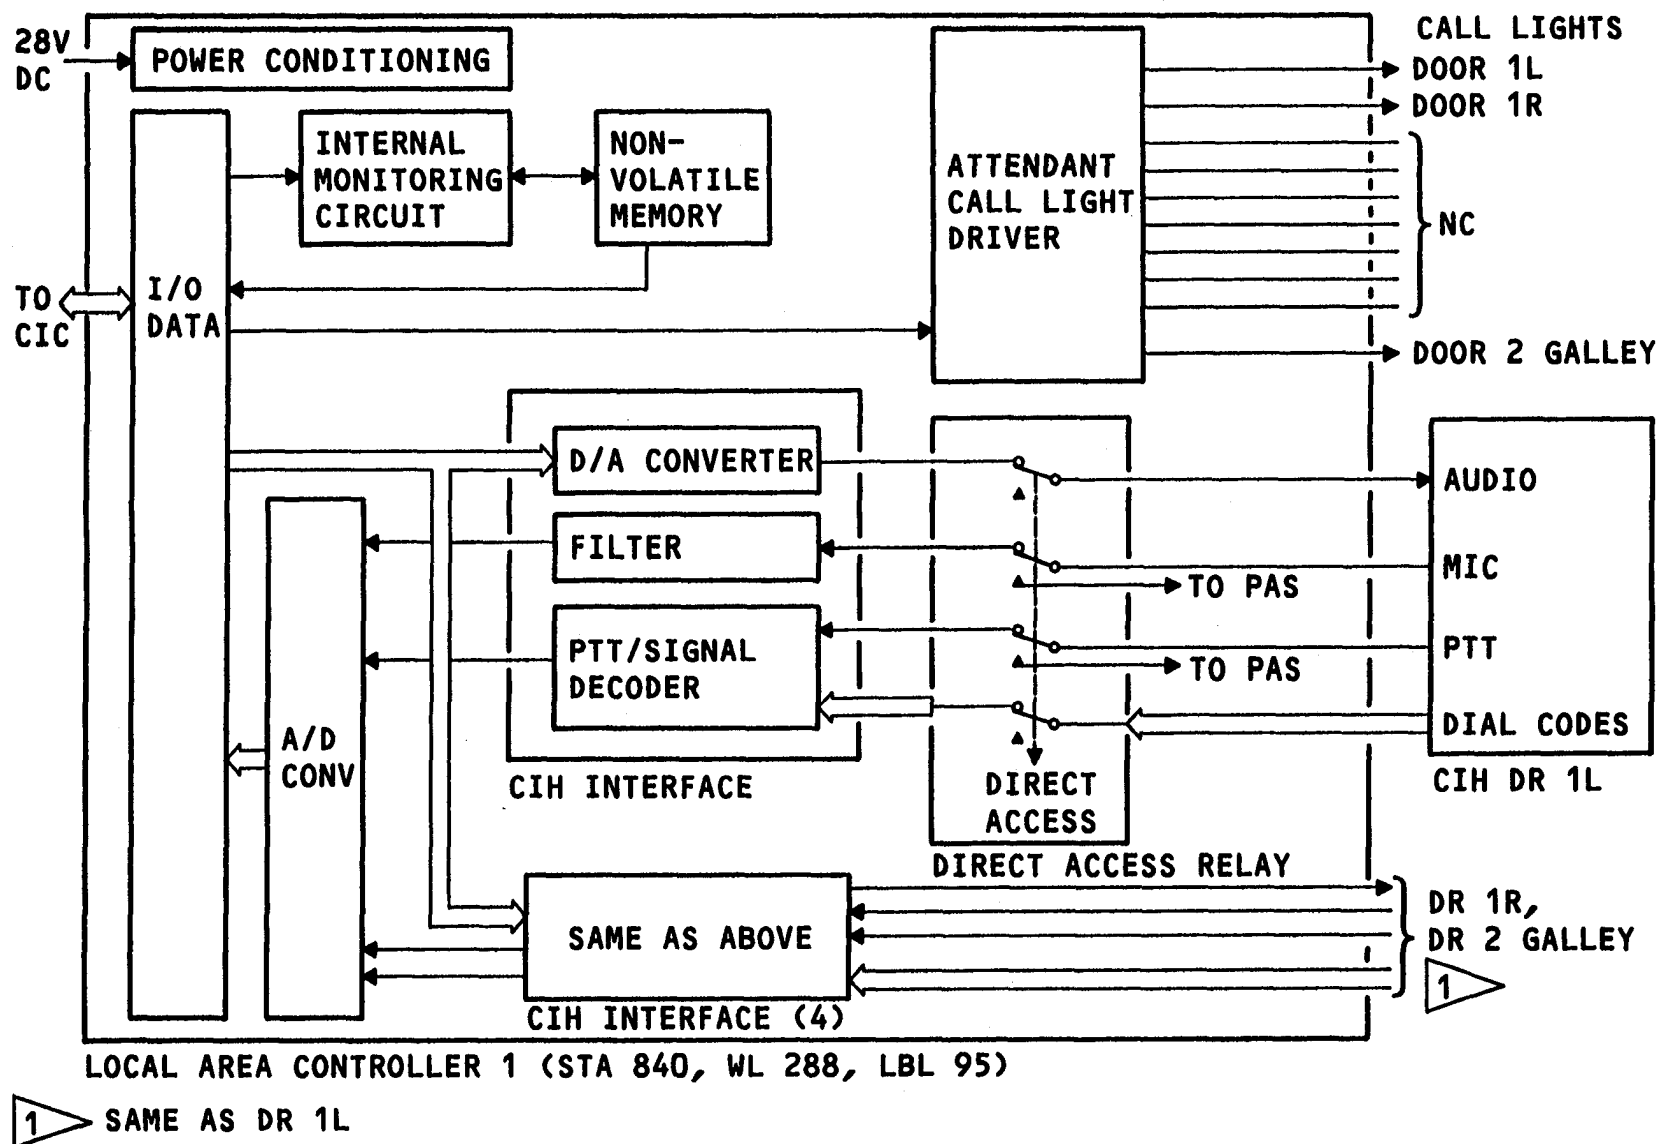 28V
DC
POWER CONDITIONING
CALL LIGHTS
DOOR 1L
DOOR 1R
INTERNAL
MONITORING
CIRCUIT
NON-
VOLATILE
MEMORY
ATTENDANT
CALL LIGHT
DRIVER
NC
TO
CIC
I/O
DATA
DOOR 2 GALLEY
D/A CONVERTER
AUDIO
FILTER
MIC
TO PAS
PTT/SIGNAL
DECODER
PTT
TO PAS
DIAL CODES
A/D
CONV
CIH INTERFACE
DIRECT
ACCESS
CIH DR 1L
DIRECT ACCESS RELAY
SAME AS ABOVE
DR 1R,
DR 2 GALLEY
1
CIH INTERFACE (4)
LOCAL AREA CONTROLLER 1 (STA 840, WL 288, LBL 95)
1 SAME AS DR 1L